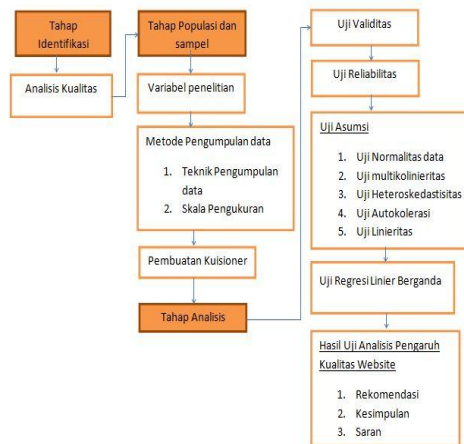 Tahap
Identifikasi
Analisis Kualitas
Tahap Populasi dan
sampel
Variabel penelitian
Metode Pengumpulan data
1. Teknik Pengumpulan
data
2. Skala Pengukuran
Pembuatan Kuisioner
Tahap Analisis
Uji Validitas
Uji Reliabilitas
Uji Asumsi
1. Uji Normalitas data
2. Uji multikolinieritas
3. Uji Heteroskedastisitas
4. Uji Autokolerasi
5. Uji Linieritas
Uji Regresi Linier Berganda
Hasil Uji Analisis Pengaruh
Kualitas Website
1. Rekomendasi
2. Kesimpulan
3. Saran